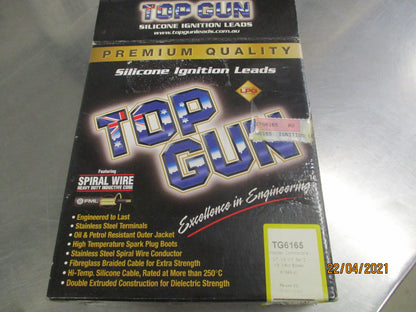 TOP GUN
SILICONE IGNITION LEADS
www.topgunleads.com.au
PREMIUM QUALITY
Silicone Ignition Leads
LPG
TOP
GUN
Featuring
SPIRAL WIRE
HEAVY DUTY INDUCTIVE CORE
Excellence in Engineering
• Engineered to Last
• Stainless Steel Terminals
• Oil & Petrol Resistant Outer Jacket
• High Temperature Spark Plug Boots
• Stainless Steel Spiral Wire Conductor
• Fibreglass Braided Cable for Extra Strength
• Hi-Temp. Silicone Cable, Rated at More than 250°C
• Double Extruded Construction for Dielectric Strength
TG6165
22/04/2021